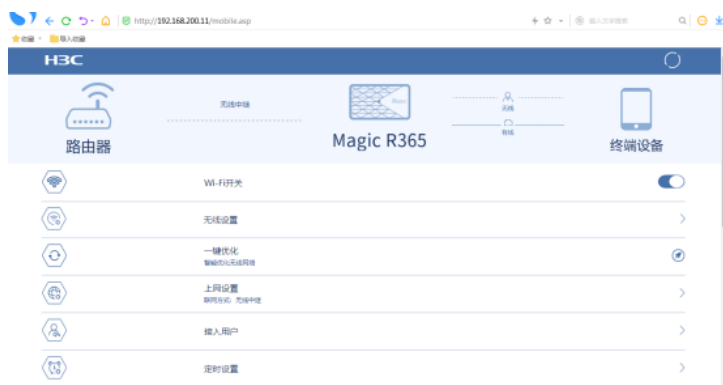 http://192.168.200.11/mobile.asp
输入文字搜索
收藏
导入收藏
H3C
路由器
无线中继
Magic R365
无线
有线
终端设备
Wi-Fi开关
无线设置
一键优化
智能优化无线网络
上网设置
联网方式：无线中继
接入用户
定时设置